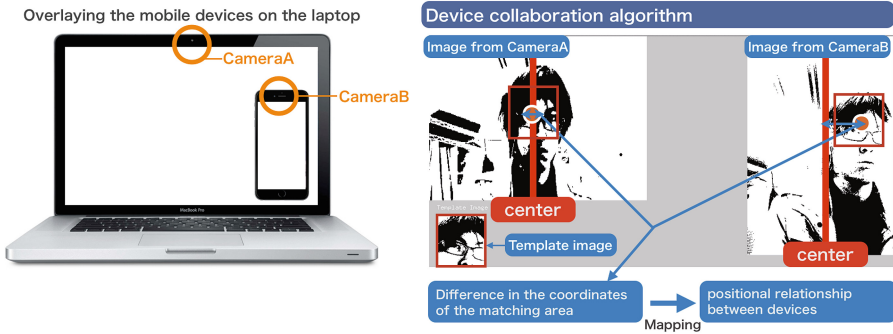 Overlaying the mobile devices on the laptop
CameraA
CameraB
MacBook Pro
Device collaboration algorithm
Image from CameraA
Image from CameraB
center
Template Image
Template image
center
Difference in the coordinates
of the matching area
Mapping
positional relationship
between devices